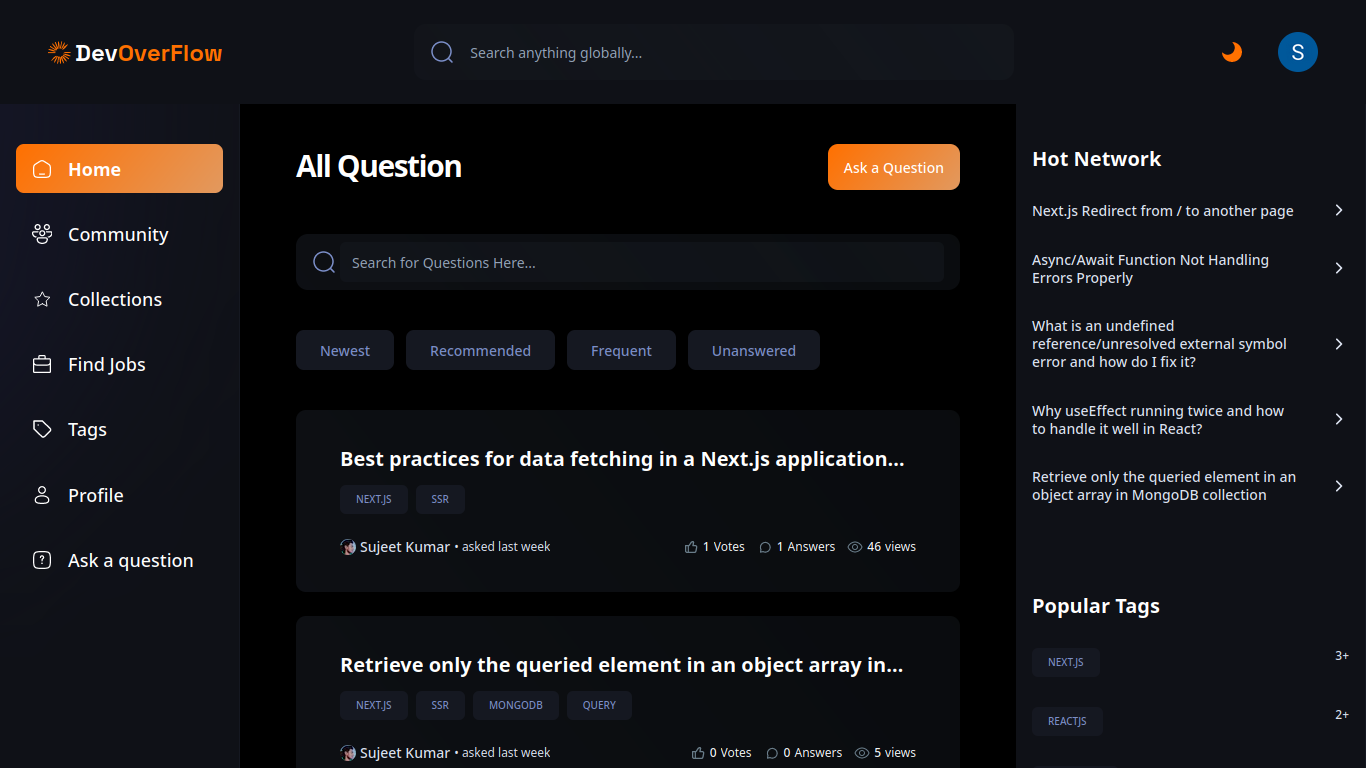 DevOverFlow
Search anything globally...
S
Home
Community
Collections
Find Jobs
Tags
Profile
Ask a question
All Question
Ask a Question
Search for Questions Here...
Newest
Recommended
Frequent
Unanswered
Best practices for data fetching in a Next.js application...
NEXT.JS SSR
Sujeet Kumar • asked last week
1 Votes 1 Answers 46 views
Retrieve only the queried element in an object array in...
NEXT.JS SSR MONGODB QUERY
Sujeet Kumar • asked last week
0 Votes 0 Answers 5 views
Hot Network
Next.js Redirect from / to another page
Async/Await Function Not Handling
Errors Properly
What is an undefined
reference/unresolved external symbol
error and how do I fix it?
Why useEffect running twice and how
to handle it well in React?
Retrieve only the queried element in an
object array in MongoDB collection
Popular Tags
NEXT.JS 3+
REACTJS 2+